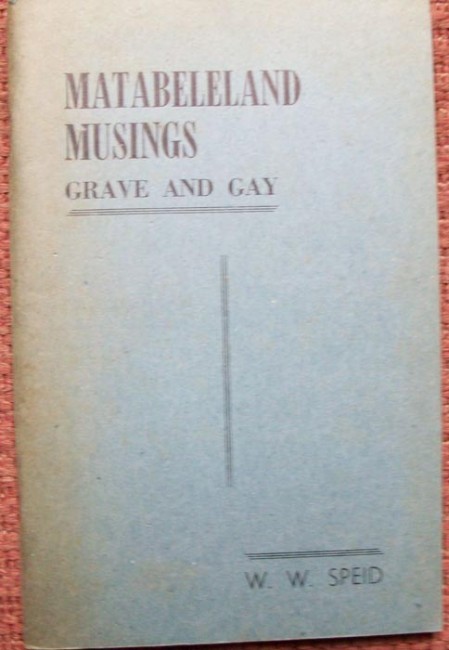 MATABELELAND
MUSINGS
GRAVE AND GAY
W. W. SPEID